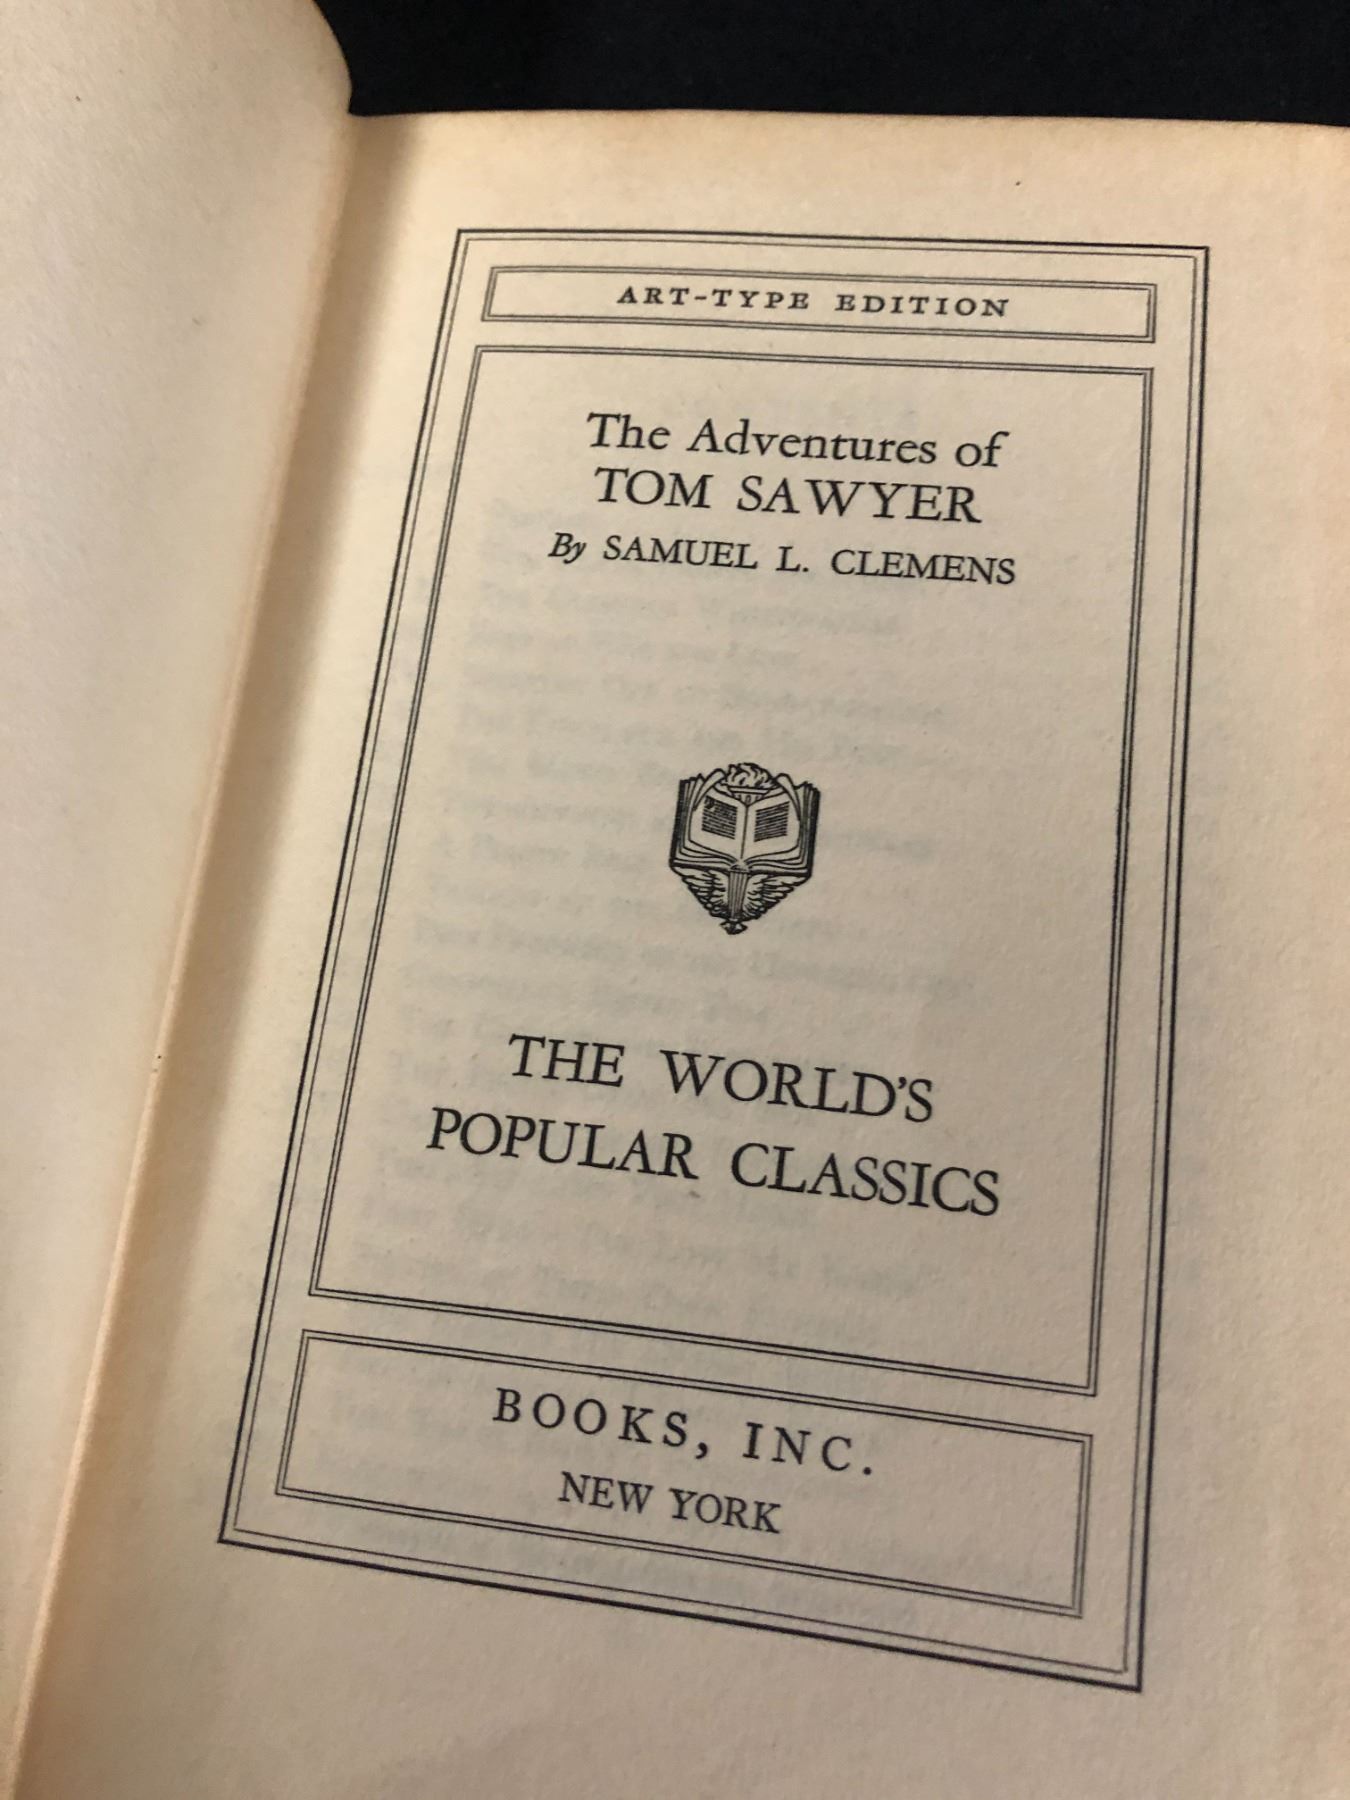 ART-TYPE EDITION
The Adventures of
TOM SAWYER
By SAMUEL L. CLEMENS
THE WORLD'S
POPULAR CLASSICS
BOOKS, INC.
NEW YORK